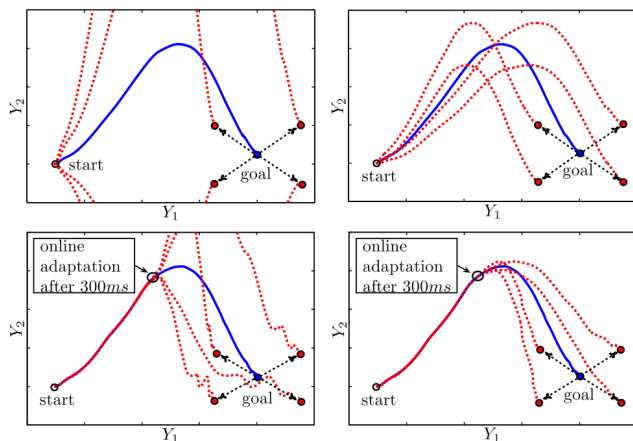 Y₂
start
goal
Y₁
Y₂
start
goal
Y₁
online
adaptation
after 300ms
Y₂
start
goal
Y₁
online
adaptation
after 300ms
Y₂
start
goal
Y₁